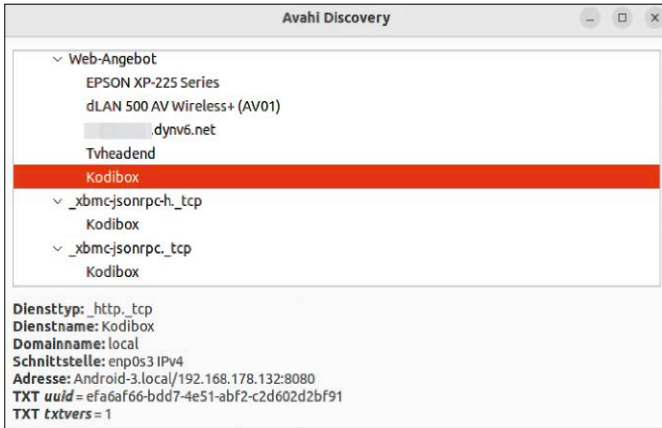 Avahi Discovery
Web-Angebot
EPSON XP-225 Series
dLAN 500 AV Wireless+ (AV01)
.dynv6.net
Tvheadend
Kodibox
_xbmc-jsonrpc-h._tcp
Kodibox
_xbmc-jsonrpc._tcp
Kodibox
Diensttyp: _http._tcp
Dienstname: Kodibox
Domainname: local
Schnittstelle: enp0s3 IPv4
Adresse: Android-3.local/192.168.178.132:8080
TXT uuid = efa6af66-bdd7-4e51-abf2-c2d602d2bf91
TXT txtvers = 1